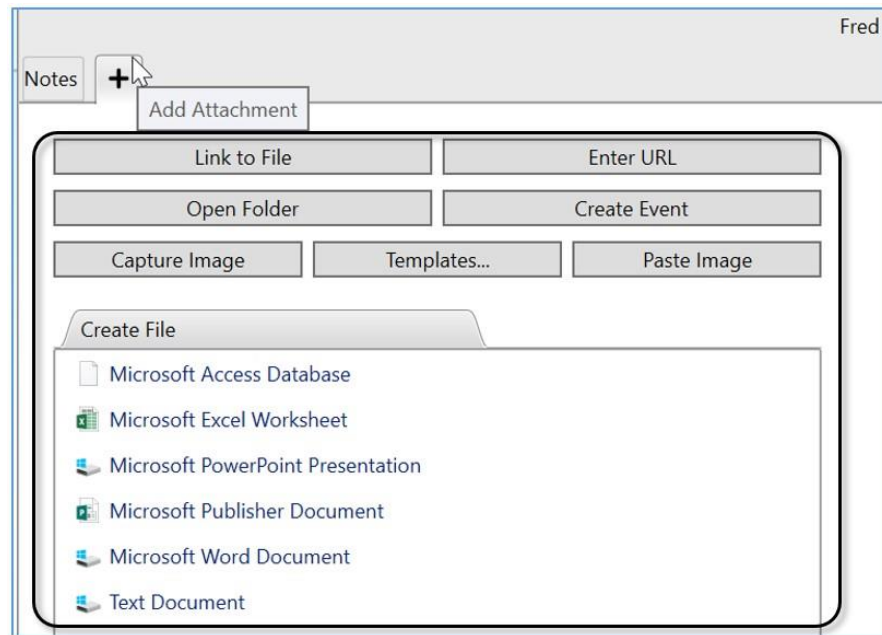 Fred
Notes +
Add Attachment
Link to File Enter URL
Open Folder Create Event
Capture Image Templates... Paste Image
Create File
Microsoft Access Database
Microsoft Excel Worksheet
Microsoft PowerPoint Presentation
Microsoft Publisher Document
Microsoft Word Document
Text Document